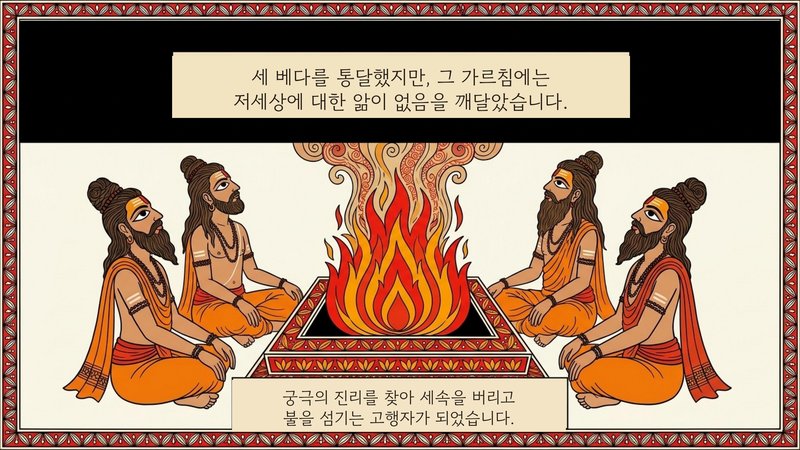 세 베다를 통달했지만, 그 가르침에는
저세상에 대한 앎이 없음을 깨달았습니다.
궁극의 진리를 찾아 세속을 버리고
불을 섬기는 고행자가 되었습니다.